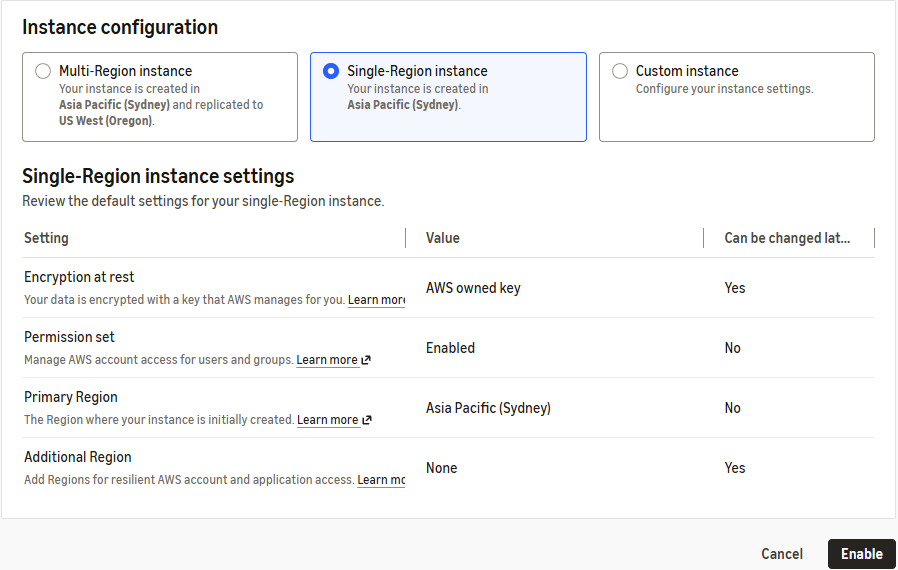 Instance configuration
Multi-Region instance
Your instance is created in
Asia Pacific (Sydney) and replicated to
US West (Oregon).
Single-Region instance
Your instance is created in
Asia Pacific (Sydney).
Custom instance
Configure your instance settings.
Single-Region instance settings
Review the default settings for your single-Region instance.
Setting Value Can be changed lat...
Encryption at rest
Your data is encrypted with a key that AWS manages for you. Learn more
AWS owned key Yes
Permission set
Manage AWS account access for users and groups. Learn more
Enabled No
Primary Region
The Region where your instance is initially created. Learn more
Asia Pacific (Sydney) No
Additional Region
Add Regions for resilient AWS account and application access. Learn mo
None Yes
Cancel Enable